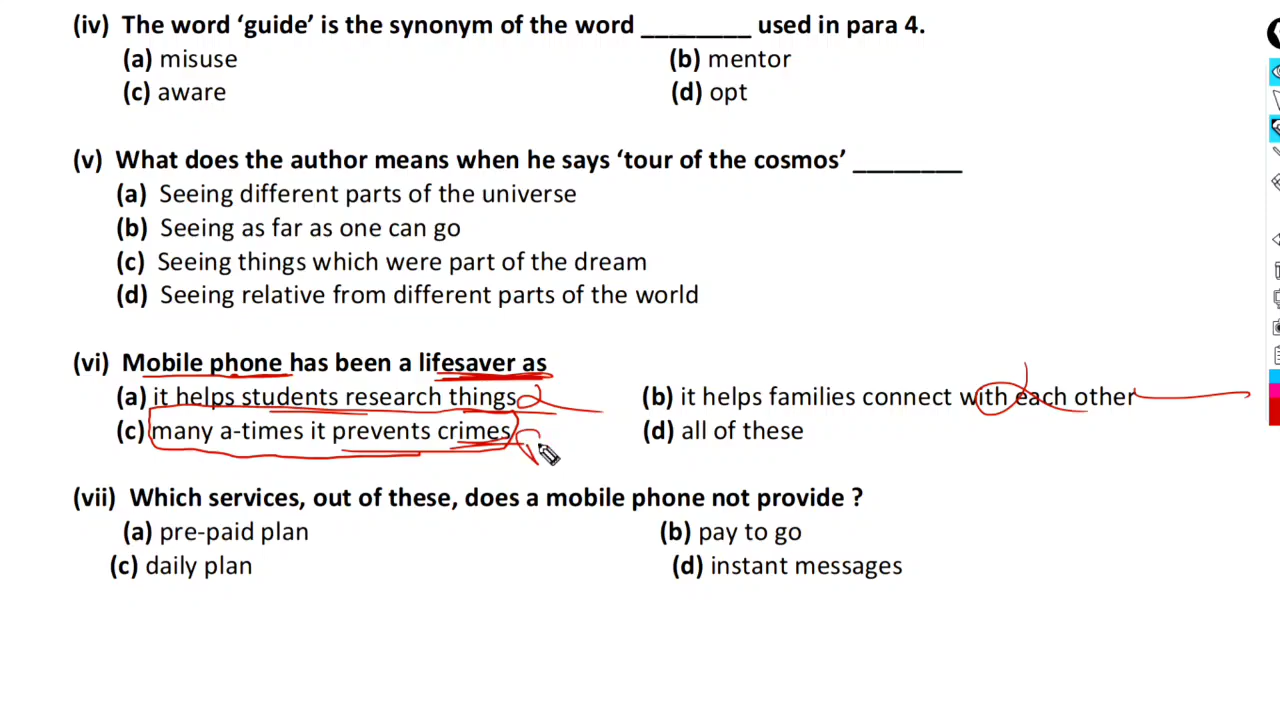 (iv) The word ‘guide’ is the synonym of the word ________ used in para 4.
(a) misuse (b) mentor
(c) aware (d) opt
(v) What does the author means when he says ‘tour of the cosmos’ ________
(a) Seeing different parts of the universe
(b) Seeing as far as one can go
(c) Seeing things which were part of the dream
(d) Seeing relative from different parts of the world
(vi) Mobile phone has been a lifesaver as
(a) it helps students research things (b) it helps families connect with each other
(c) many a-times it prevents crimes (d) all of these
(vii) Which services, out of these, does a mobile phone not provide ?
(a) pre-paid plan (b) pay to go
(c) daily plan (d) instant messages